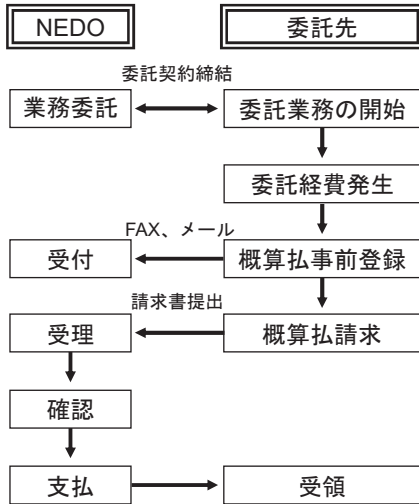 NEDO
委託先
委託契約締結
業務委託
委託業務の開始
委託経費発生
FAX、メール
受付
概算払事前登録
請求書提出
受理
概算払請求
確認
支払
受領